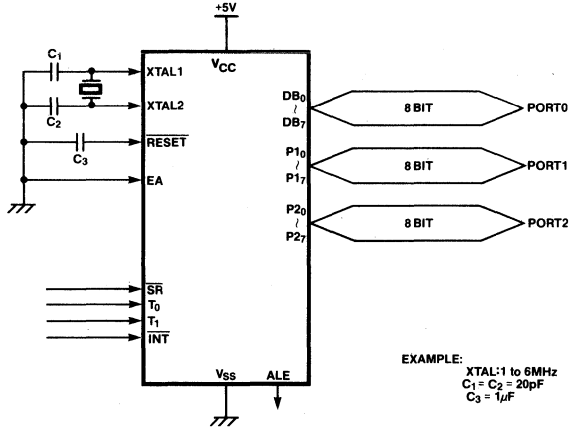 +5V
VCC
C1
XTAL1
XTAL2
C2
RESET
C3
EA
DB0
~
DB7
8 BIT
PORT0
P10
~
P17
8 BIT
PORT1
P20
~
P27
8 BIT
PORT2
SR
T0
T1
INT
VSS
ALE
EXAMPLE:
XTAL:1 to 6MHz
C1 = C2 = 20pF
C3 = 1μF